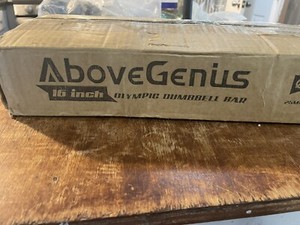 AboveGenius
16 inch OLYMPIC DUMBBELL BAR